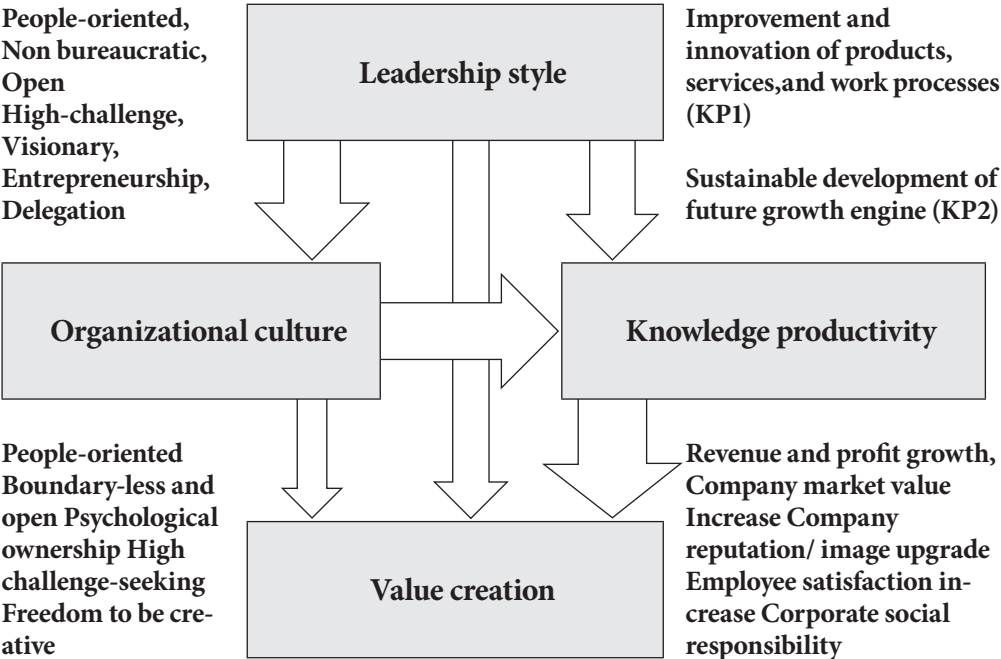 People-oriented,
Non bureaucratic,
Open
High-challenge,
Visionary,
Entrepreneurship,
Delegation
Leadership style
Improvement and
innovation of products,
services,and work processes
(KP1)
Sustainable development of
future growth engine (KP2)
Organizational culture
Knowledge productivity
People-oriented
Boundary-less and
open Psychological
ownership High
challenge-seeking
Freedom to be cre-
ative
Value creation
Revenue and profit growth,
Company market value
Increase Company
reputation/ image upgrade
Employee satisfaction in-
crease Corporate social
responsibility